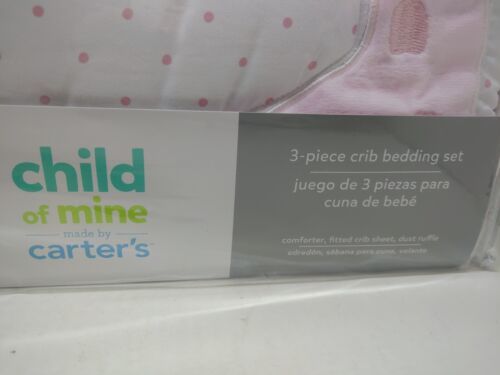 child
of mine
made by
carter's
3-piece crib bedding set
juego de 3 piezas para
cuna de bebé
comforter, fitted crib sheet, dust ruffle
edredón, sábana para cuna, volante